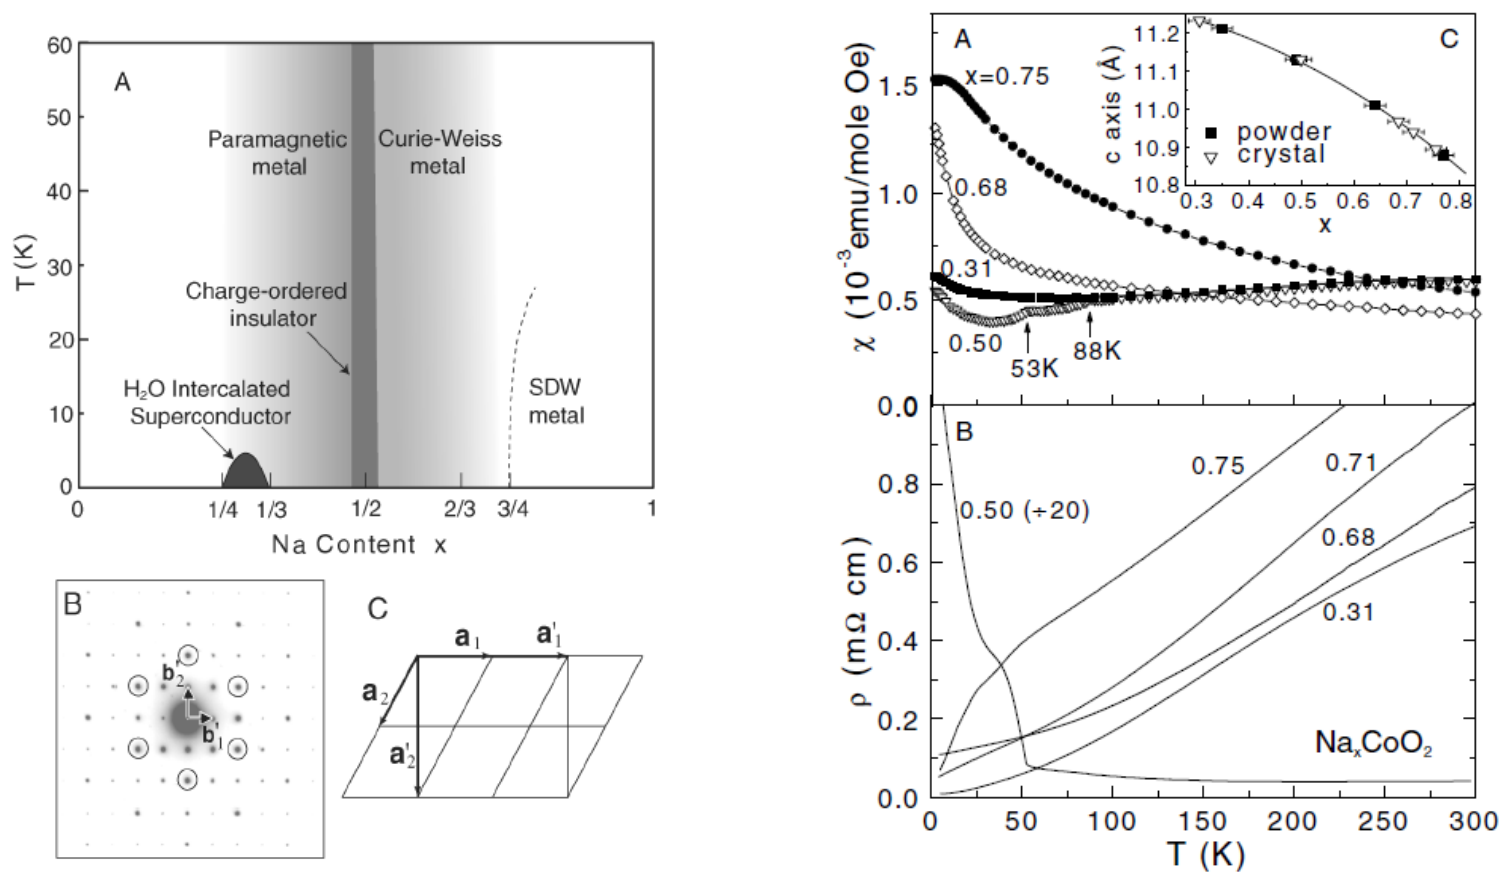 A
60
50
40
30
20
10
0
T (K)
Paramagnetic
metal
Curie-Weiss
metal
Charge-ordered
insulator
H₂O Intercalated
Superconductor
SDW
metal
0 1/4 1/3 1/2 2/3 3/4 1
Na Content x
B
b'₂
b'₁
C
a₁ a'₁
a₂
a'₂
A
χ (10⁻³emu/mole Oe)
1.5
1.0
0.5
0.0
x=0.75
0.68
0.31
0.50
53K
88K
C
c axis (Å)
11.2
11.1
11.0
10.9
10.8
powder
crystal
0.3 0.4 0.5 0.6 0.7 0.8
x
B
ρ (mΩ cm)
0
0.8
0.6
0.4
0.2
0.0
0.50 (÷20)
0.75
0.71
0.68
0.31
NaₓCoO₂
0 50 100 150 200 250 300
T (K)